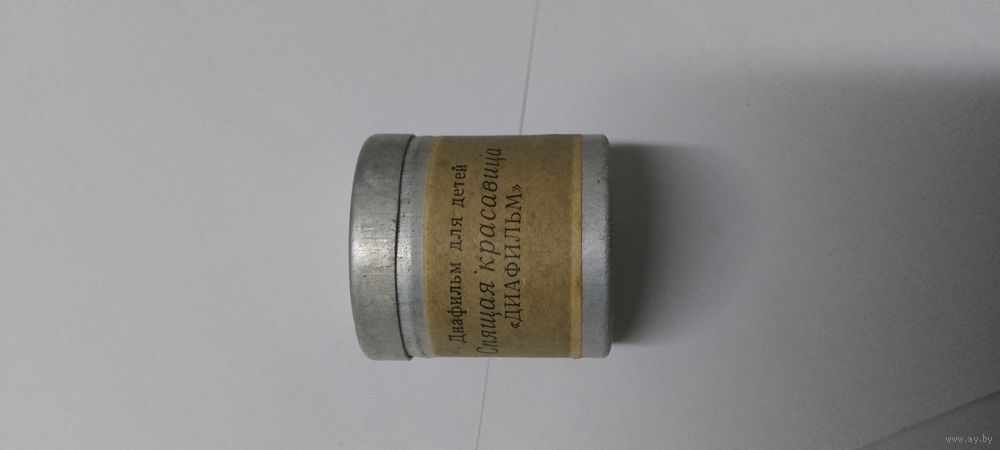 Диафильм для детей
Спящая красавица
«ДИАФИЛЬМ»
www.ay.by